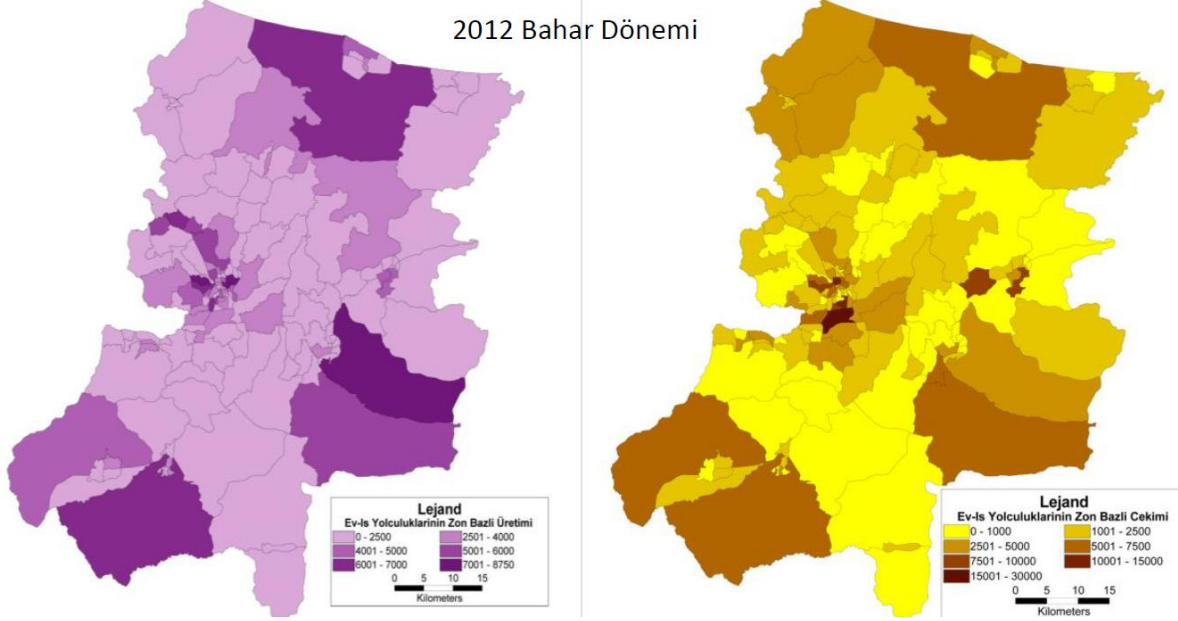 2012 Bahar Dönemi
Lejand
Ev-Is Yolculuklarinin Zon Bazli Üretimi
0 - 2500
2501 - 4000
4001 - 5000
5001 - 6000
6001 - 7000
7001 - 8750
0 5 10 15
Kilometers
Lejand
Ev-Is Yolculuklarinin Zon Bazli Cekimi
0 - 1000
1001 - 2500
2501 - 5000
5001 - 7500
7501 - 10000
10001 - 15000
15001 - 30000
0 5 10 15
Kilometers